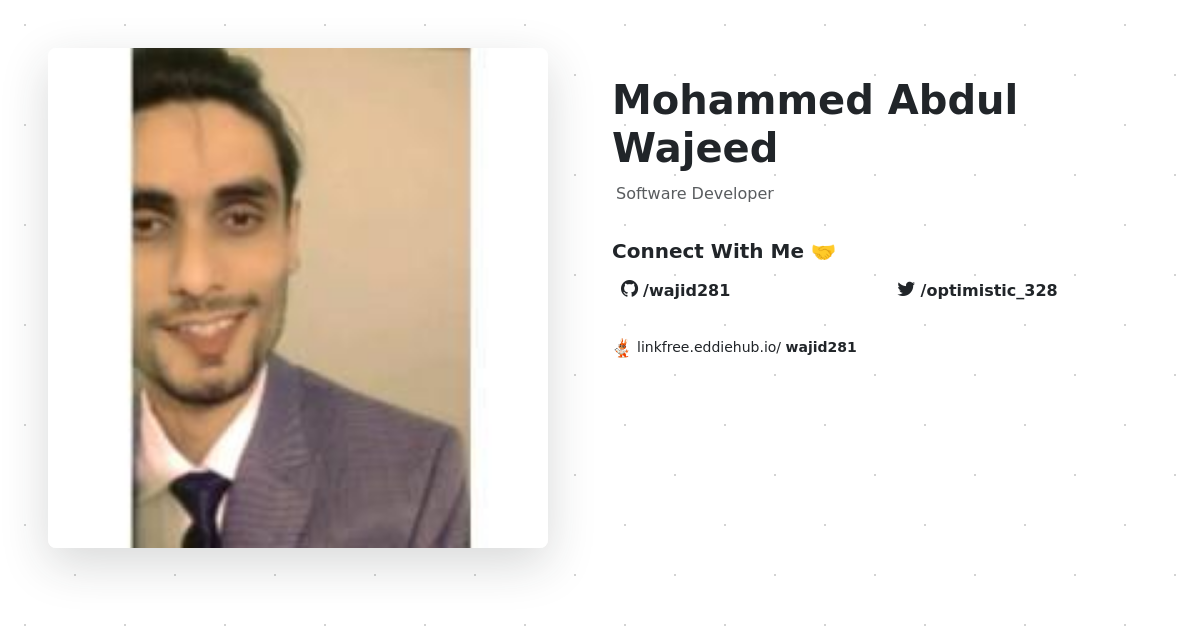 Mohammed Abdul
Wajeed
Software Developer
Connect With Me 🤝
/wajid281
/optimistic_328
linkfree.eddiehub.io/ wajid281